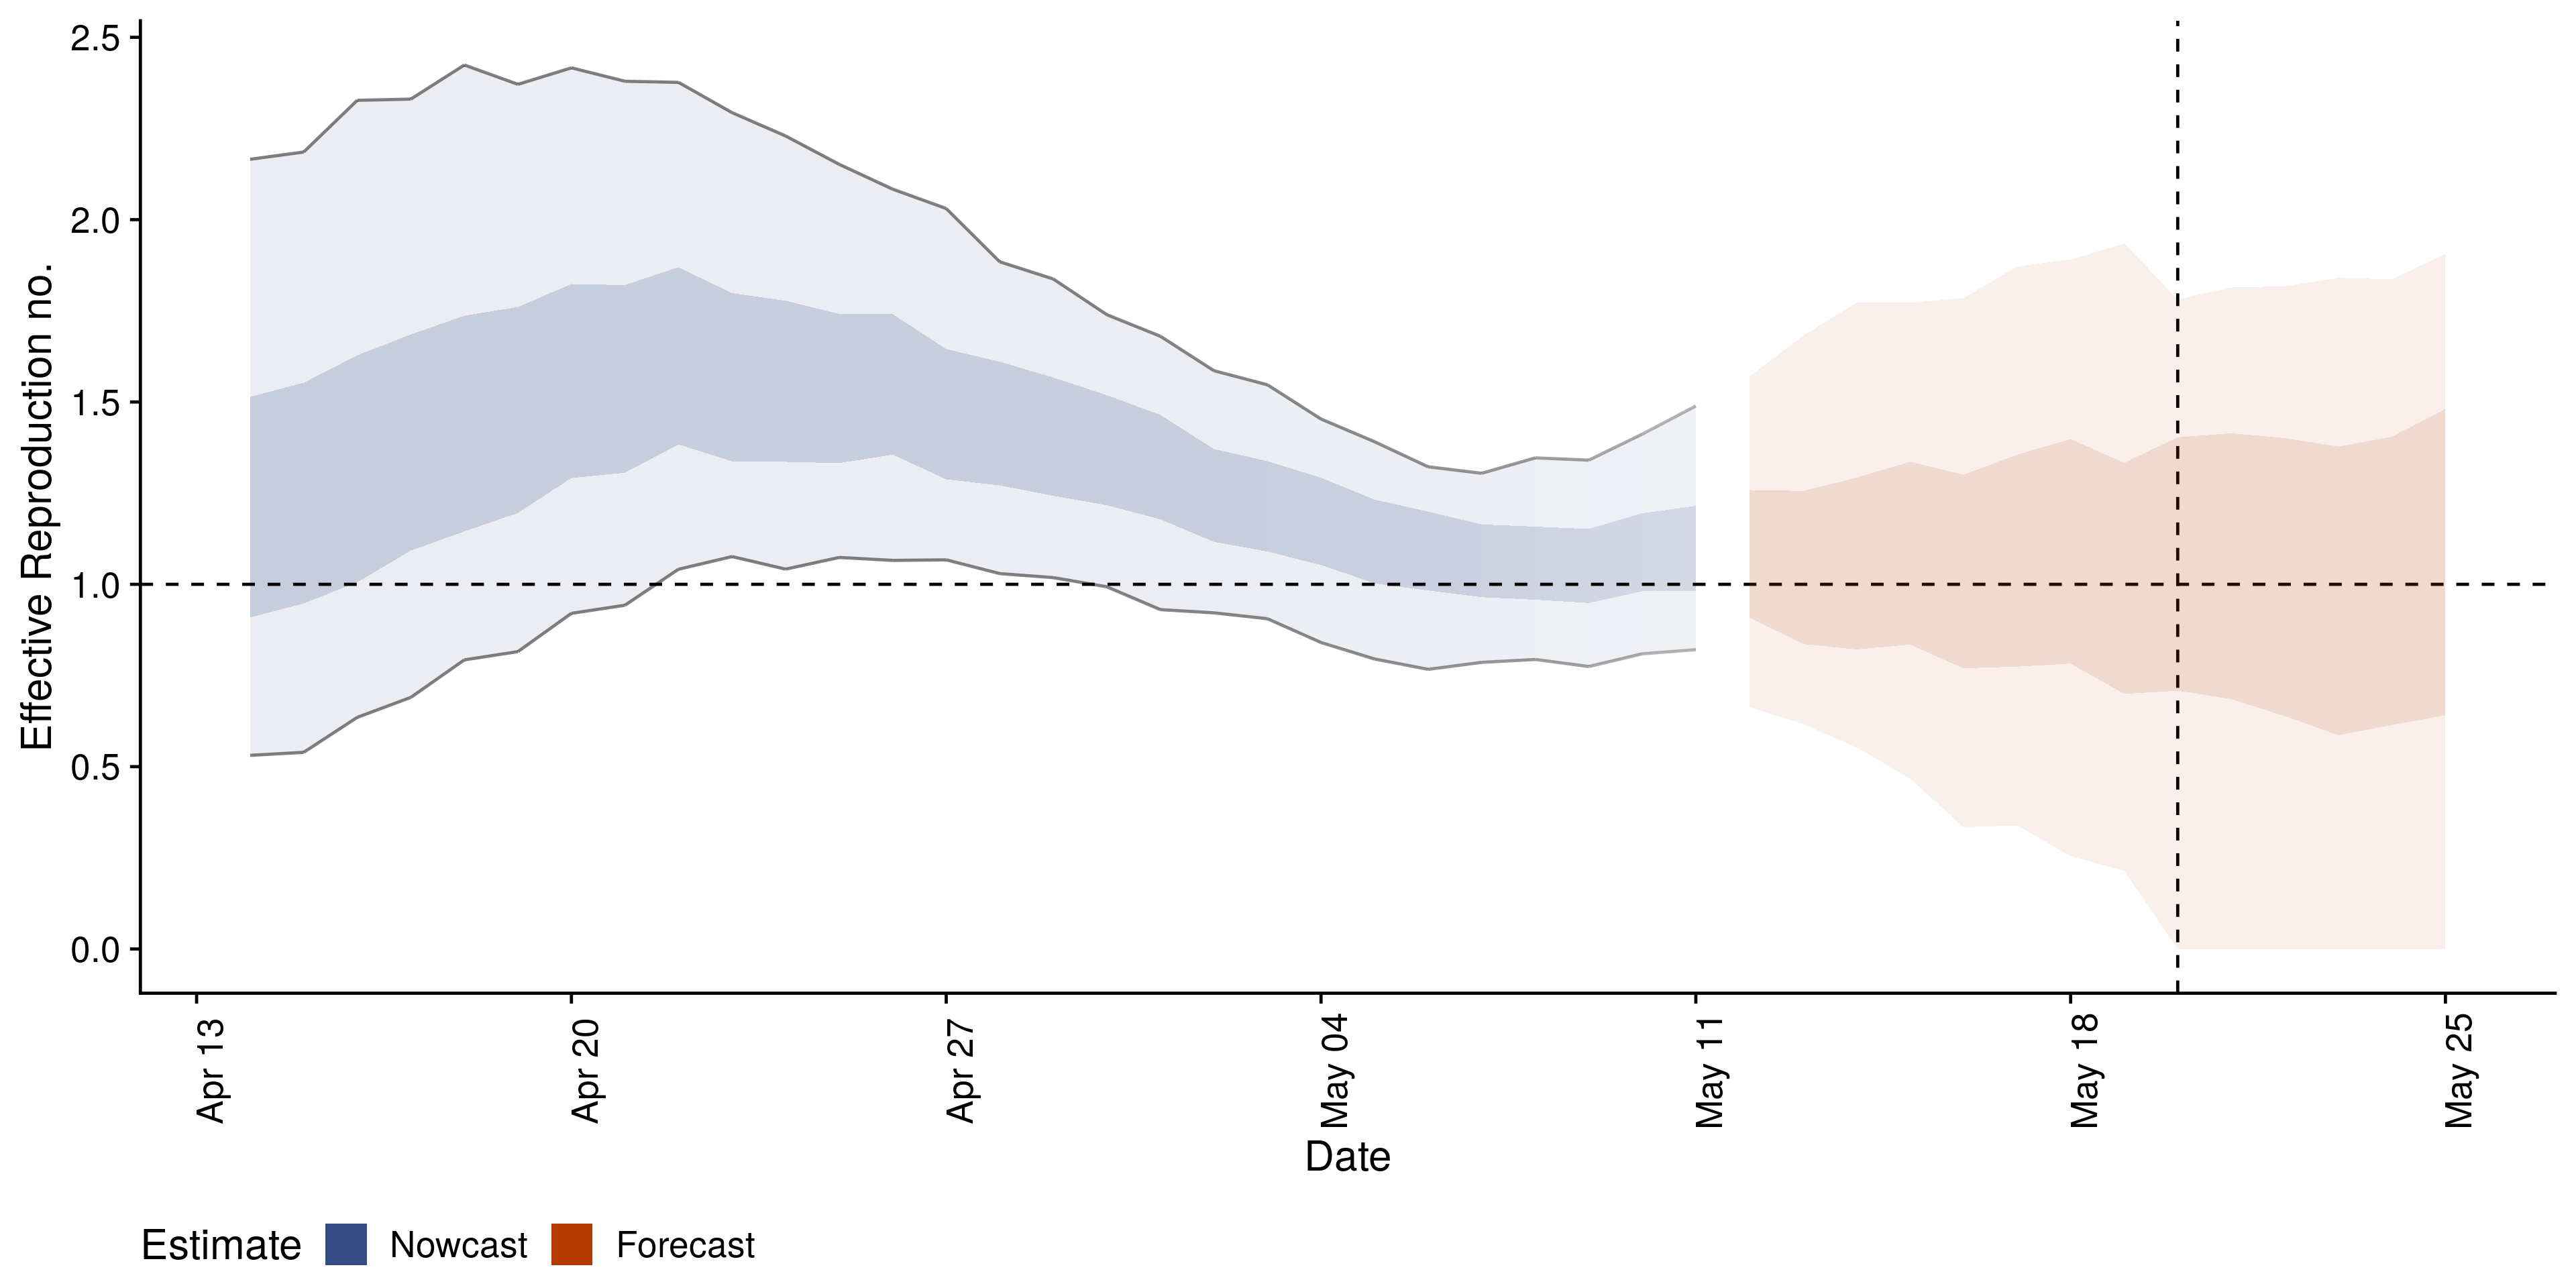 Effective Reproduction no.
2.5
2.0
1.5
1.0
0.5
0.0
Apr 13
Apr 20
Apr 27
May 04
May 11
May 18
May 25
Date
Estimate Nowcast Forecast